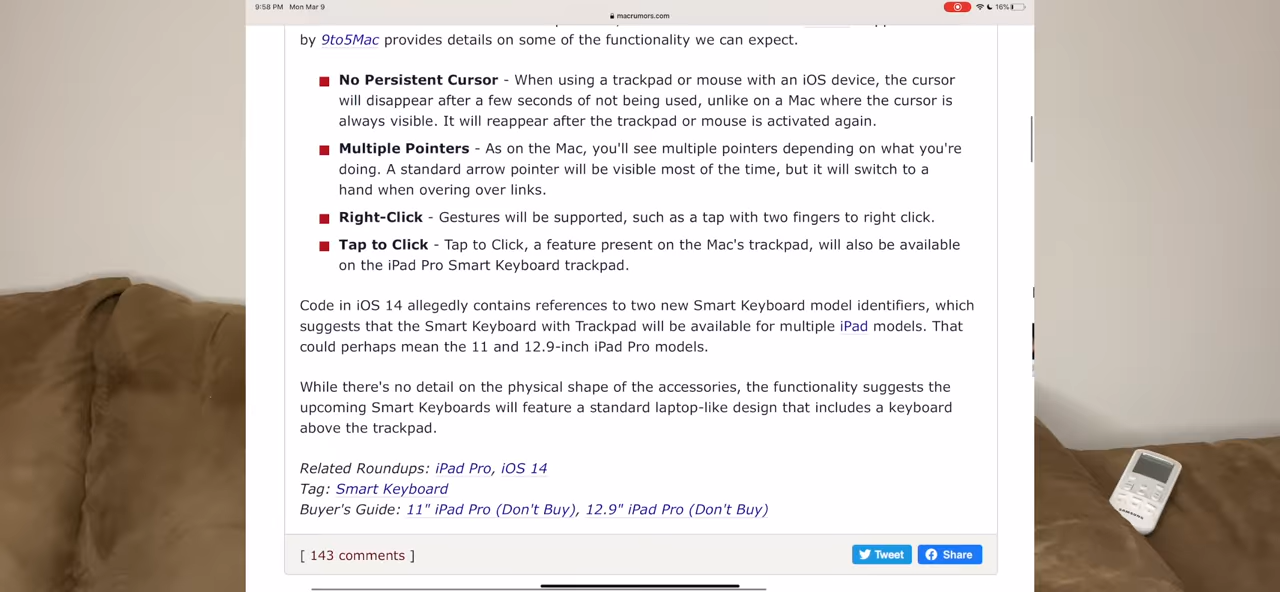 9:58 PM Mon Mar 9
16%
macrumors.com
by 9to5Mac provides details on some of the functionality we can expect.
No Persistent Cursor - When using a trackpad or mouse with an iOS device, the cursor
will disappear after a few seconds of not being used, unlike on a Mac where the cursor is
always visible. It will reappear after the trackpad or mouse is activated again.
Multiple Pointers - As on the Mac, you'll see multiple pointers depending on what you're
doing. A standard arrow pointer will be visible most of the time, but it will switch to a
hand when overing over links.
Right-Click - Gestures will be supported, such as a tap with two fingers to right click.
Tap to Click - Tap to Click, a feature present on the Mac's trackpad, will also be available
on the iPad Pro Smart Keyboard trackpad.
Code in iOS 14 allegedly contains references to two new Smart Keyboard model identifiers, which
suggests that the Smart Keyboard with Trackpad will be available for multiple iPad models. That
could perhaps mean the 11 and 12.9-inch iPad Pro models.
While there's no detail on the physical shape of the accessories, the functionality suggests the
upcoming Smart Keyboards will feature a standard laptop-like design that includes a keyboard
above the trackpad.
Related Roundups: iPad Pro, iOS 14
Tag: Smart Keyboard
Buyer's Guide: 11" iPad Pro (Don't Buy), 12.9" iPad Pro (Don't Buy)
[ 143 comments ]
Tweet
Share
SAMSUNG